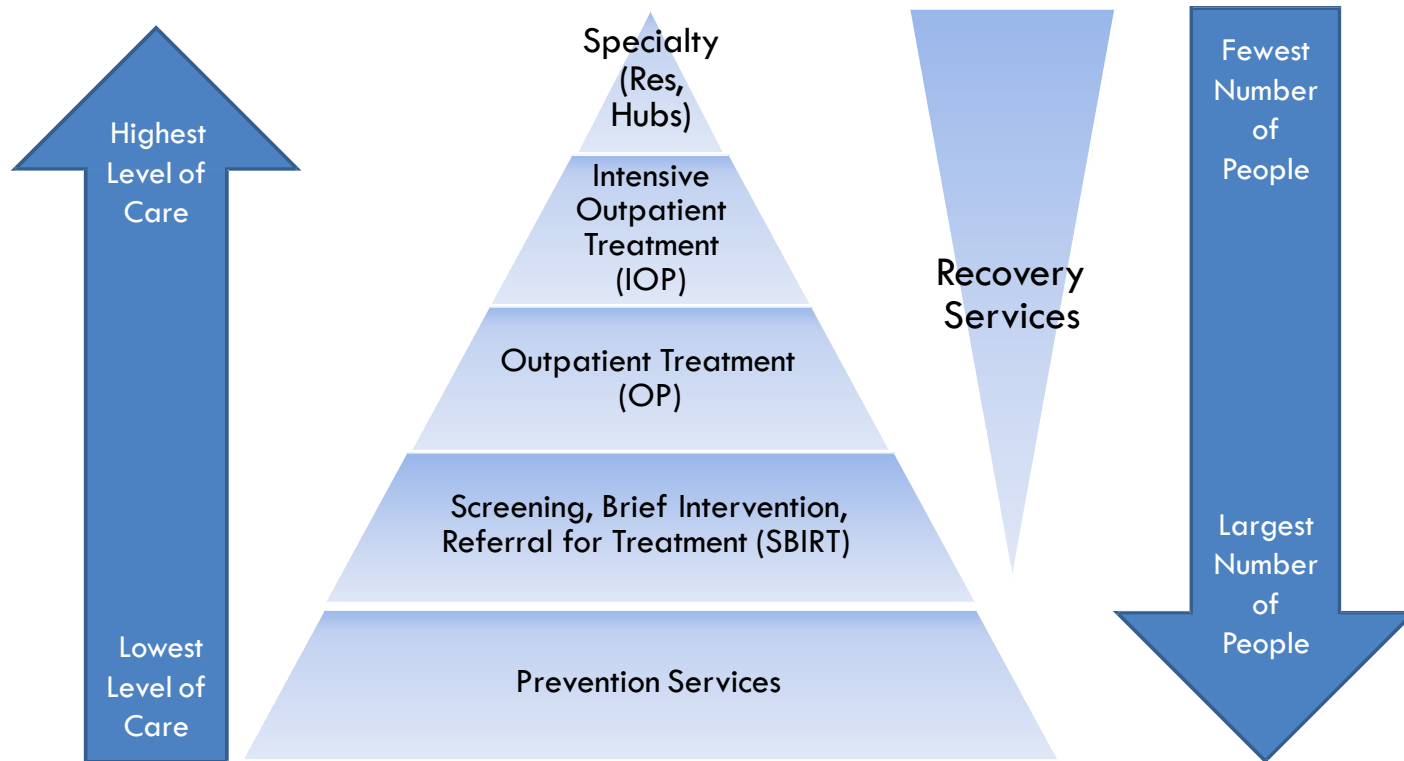 Highest
Level of
Care
Lowest
Level of
Care
Specialty
(Res,
Hubs)
Intensive
Outpatient
Treatment
(IOP)
Outpatient Treatment
(OP)
Screening, Brief Intervention,
Referral for Treatment (SBIRT)
Prevention Services
Recovery
Services
Fewest
Number
of
People
Largest
Number
of
People